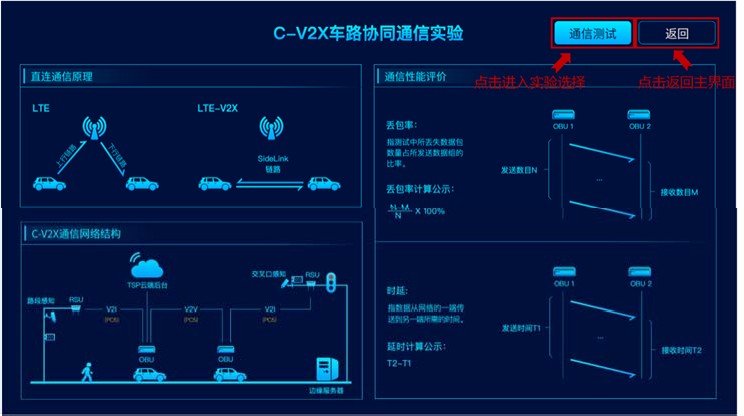 C-V2X车路协同通信实验
通信测试
返回
点击进入实验选择
点击返回主界面
直连通信原理
LTE
LTE-V2X
上行链路
下行链路
SideLink
链路
通信性能评价
丢包率:
指测试中所丢失数据包
数量占所发送数据组的
比率。
丢包率计算公示:
N-M
N
X 100%
OBU 1
OBU 2
发送数目N
...
接收数目M
C-V2X通信网络结构
TSP云端后台
路段感知
RSU
V2I
(PC5)
V2V
(PC5)
V2I
(PC5)
交叉口感知
RSU
OBU
OBU
边缘服务器
时延:
指数据从网络的一端传
送到另一端所需的时间。
延时计算公示:
T2-T1
OBU 1
OBU 2
发送时间T1
...
接收时间T2